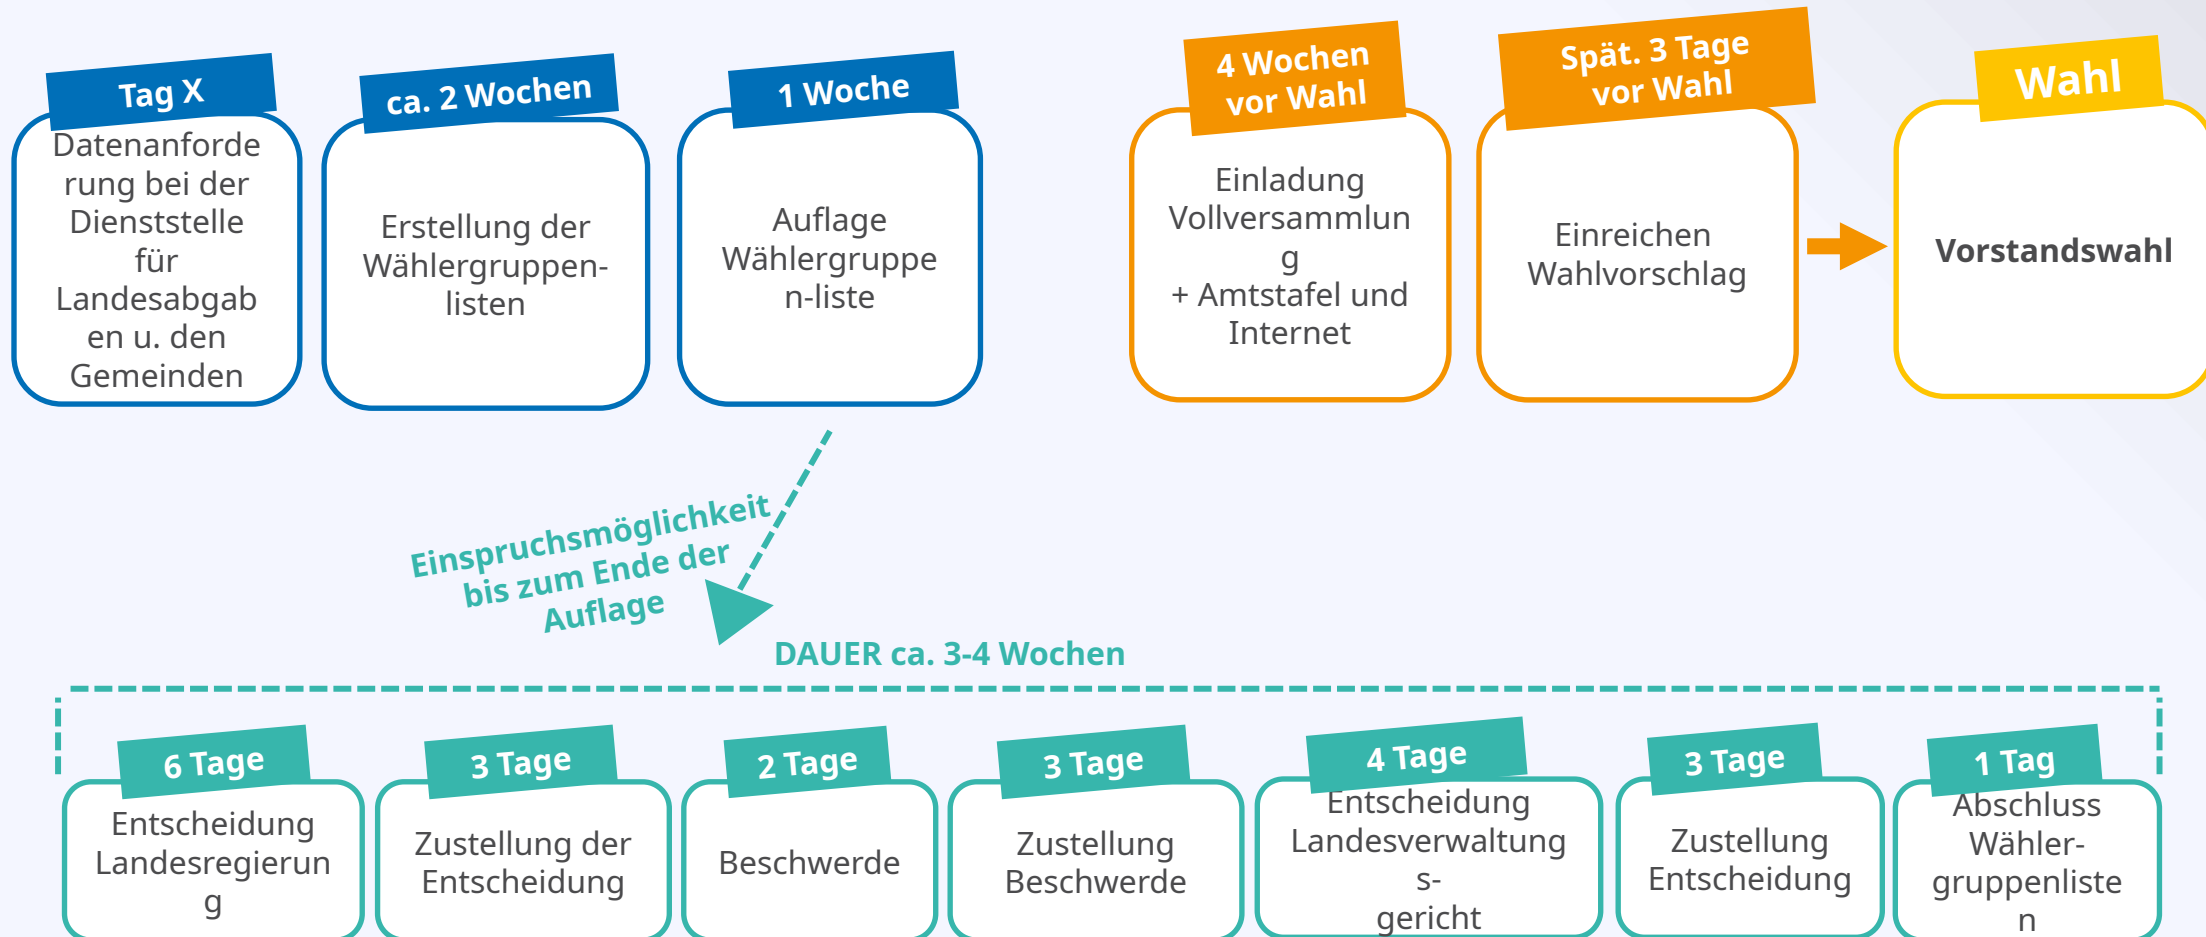 Tag X
Datenanforde
rung bei der
Dienststelle
für
Landesabgab
en u. den
Gemeinden
ca. 2 Wochen
Erstellung der
Wählergruppen-
listen
1 Woche
Auflage
Wählergruppe
n-liste
4 Wochen
vor Wahl
Einladung
Vollversammlun
g
+ Amtstafel und
Internet
Spät. 3 Tage
vor Wahl
Einreichen
Wahlvorschlag
Wahl
Vorstandswahl
Einspruchsmöglichkeit
bis zum Ende der
Auflage
DAUER ca. 3-4 Wochen
6 Tage
Entscheidung
Landesregierun
g
3 Tage
Zustellung der
Entscheidung
2 Tage
Beschwerde
3 Tage
Zustellung
Beschwerde
4 Tage
Entscheidung
Landesverwaltung
s-
gericht
3 Tage
Zustellung
Entscheidung
1 Tag
Abschluss
Wähler-
gruppenliste
n